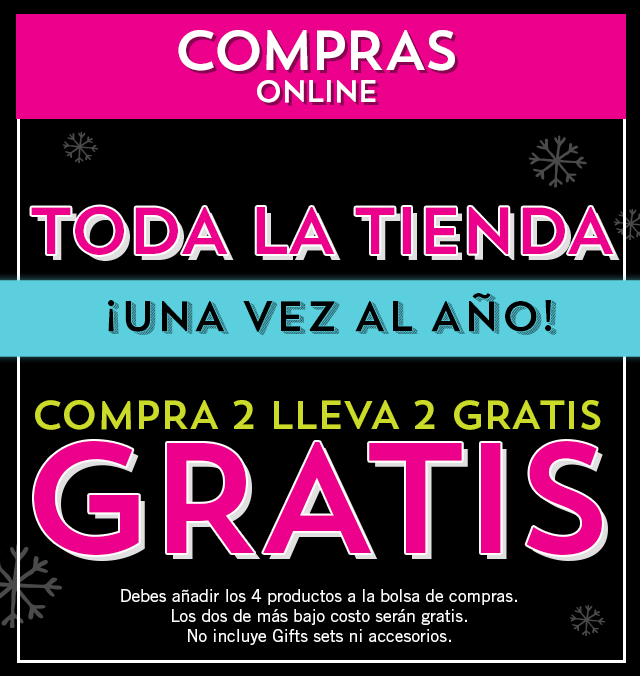 COMPRAS
ONLINE
TODA LA TIENDA
¡UNA VEZ AL AÑO!
COMPRA 2 LLEVA 2 GRATIS
GRATIS
Debes añadir los 4 productos a la bolsa de compras.
Los dos de más bajo costo serán gratis.
No incluye Gifts sets ni accesorios.